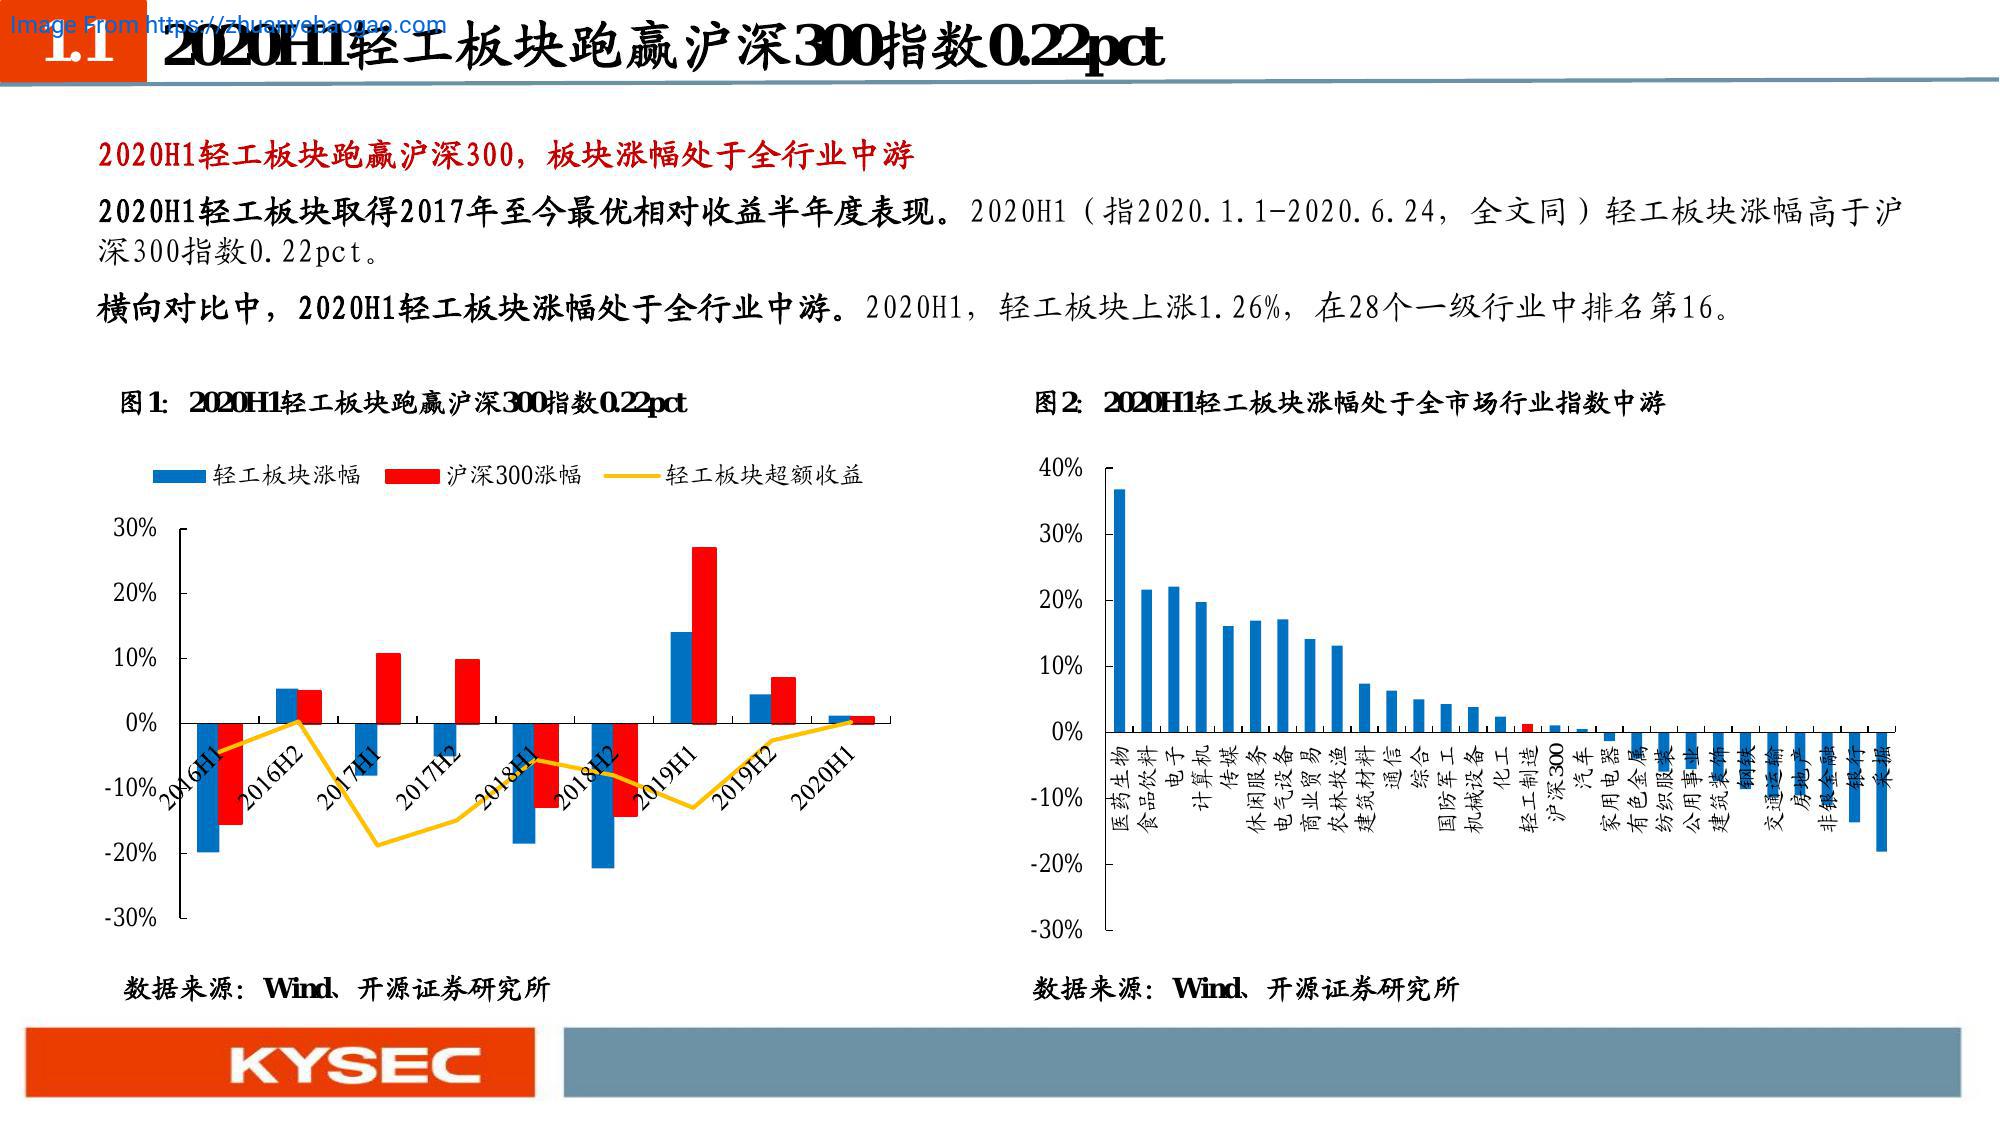 Image From https://zhuanyebaogao.com
1.1 2020H1轻工板块跑赢沪深300指数0.22pct
2020H1轻工板块跑赢沪深300，板块涨幅处于全行业中游
2020H1轻工板块取得2017年至今最优相对收益半年度表现。2020H1（指2020.1.1-2020.6.24，全文同）轻工板块涨幅高于沪
深300指数0.22pct。
横向对比中，2020H1轻工板块涨幅处于全行业中游。2020H1，轻工板块上涨1.26%，在28个一级行业中排名第16。
图1：2020H1轻工板块跑赢沪深300指数0.22pct
轻工板块涨幅 沪深300涨幅 轻工板块超额收益
30%
20%
10%
0%
-10%
-20%
-30%
2016H1 2016H2 2017H1 2017H2 2018H1 2018H2 2019H1 2019H2 2020H1
数据来源：Wind、开源证券研究所
图2：2020H1轻工板块涨幅处于全市场行业指数中游
40%
30%
20%
10%
0%
-10%
-20%
-30%
医药生物
食品饮料
电子
计算机
传媒
休闲服务
电气设备
商业贸易
农林牧渔
建筑材料
通信
综合
国防军工
机械设备
化工
轻工制造
沪深300
汽车
家用电器
有色金属
纺织服装
公用事业
建筑装饰
钢铁
交通运输
房地产
非银金融
银行
采掘
数据来源：Wind、开源证券研究所
KYSEC